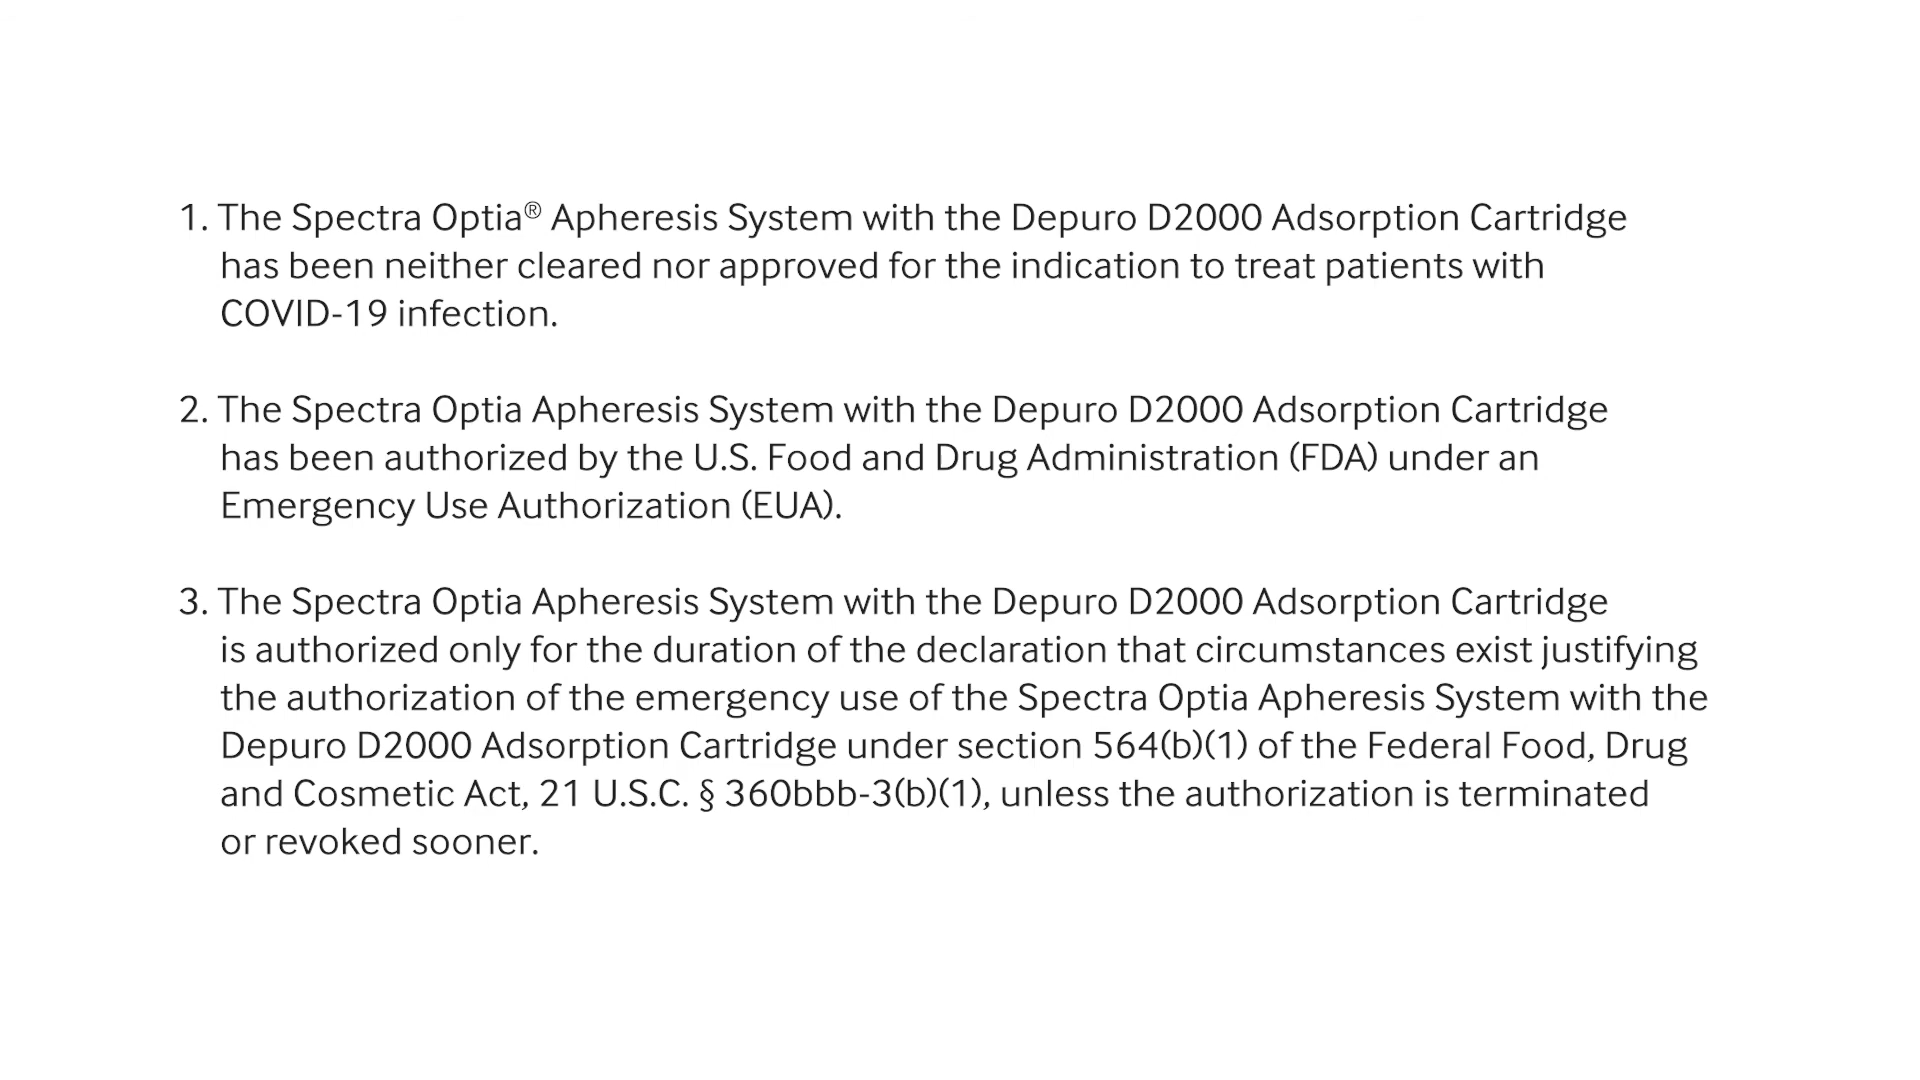 1. The Spectra Optia® Apheresis System with the Depuro D2000 Adsorption Cartridge
has been neither cleared nor approved for the indication to treat patients with
COVID-19 infection.
2. The Spectra Optia Apheresis System with the Depuro D2000 Adsorption Cartridge
has been authorized by the U.S. Food and Drug Administration (FDA) under an
Emergency Use Authorization (EUA).
3. The Spectra Optia Apheresis System with the Depuro D2000 Adsorption Cartridge
is authorized only for the duration of the declaration that circumstances exist justifying
the authorization of the emergency use of the Spectra Optia Apheresis System with the
Depuro D2000 Adsorption Cartridge under section 564(b)(1) of the Federal Food, Drug
and Cosmetic Act, 21 U.S.C. § 360bbb-3(b)(1), unless the authorization is terminated
or revoked sooner.